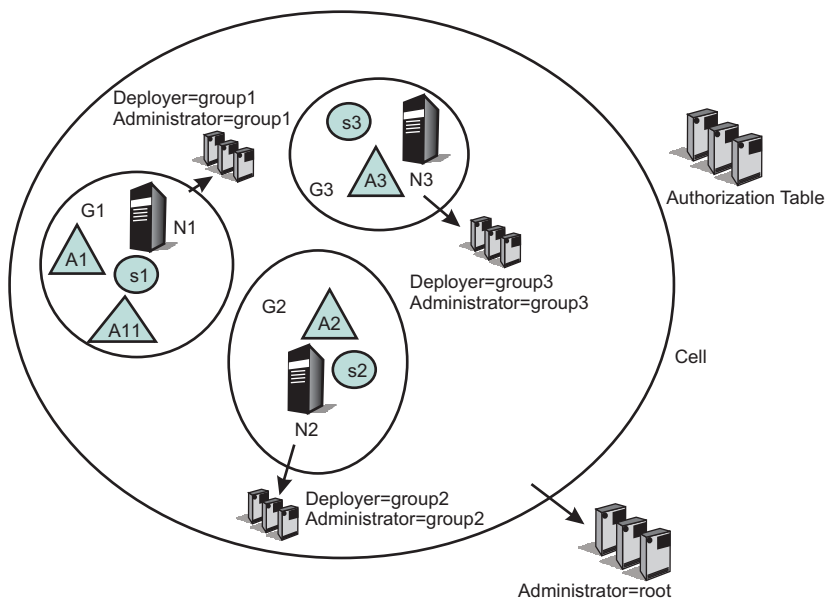 Deployer=group1
Administrator=group1
s3
A3
G3
N3
Authorization Table
G1
N1
A1
s1
A11
Deployer=group3
Administrator=group3
G2
A2
s2
N2
Cell
Deployer=group2
Administrator=group2
Administrator=root